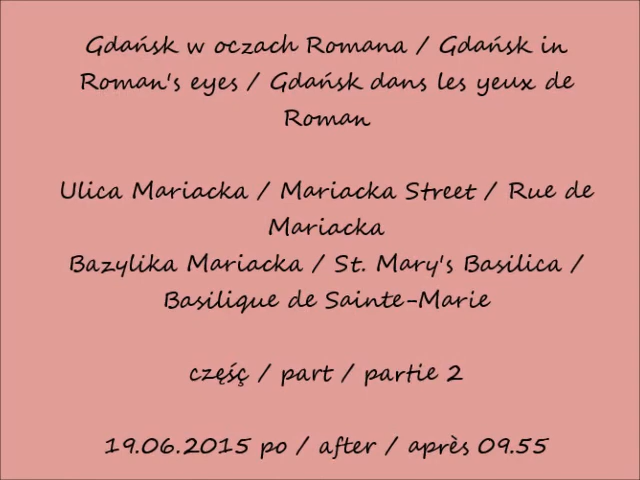 Gdańsk w oczach Romana / Gdańsk in
Roman's eyes / Gdańsk dans les yeux de
Roman
Ulica Mariacka / Mariacka Street / Rue de
Mariacka
Bazylika Mariacka / St. Mary's Basilica /
Basilique de Sainte-Marie
częśç / part / partie 2
19.06.2015 po / after / après 09.55